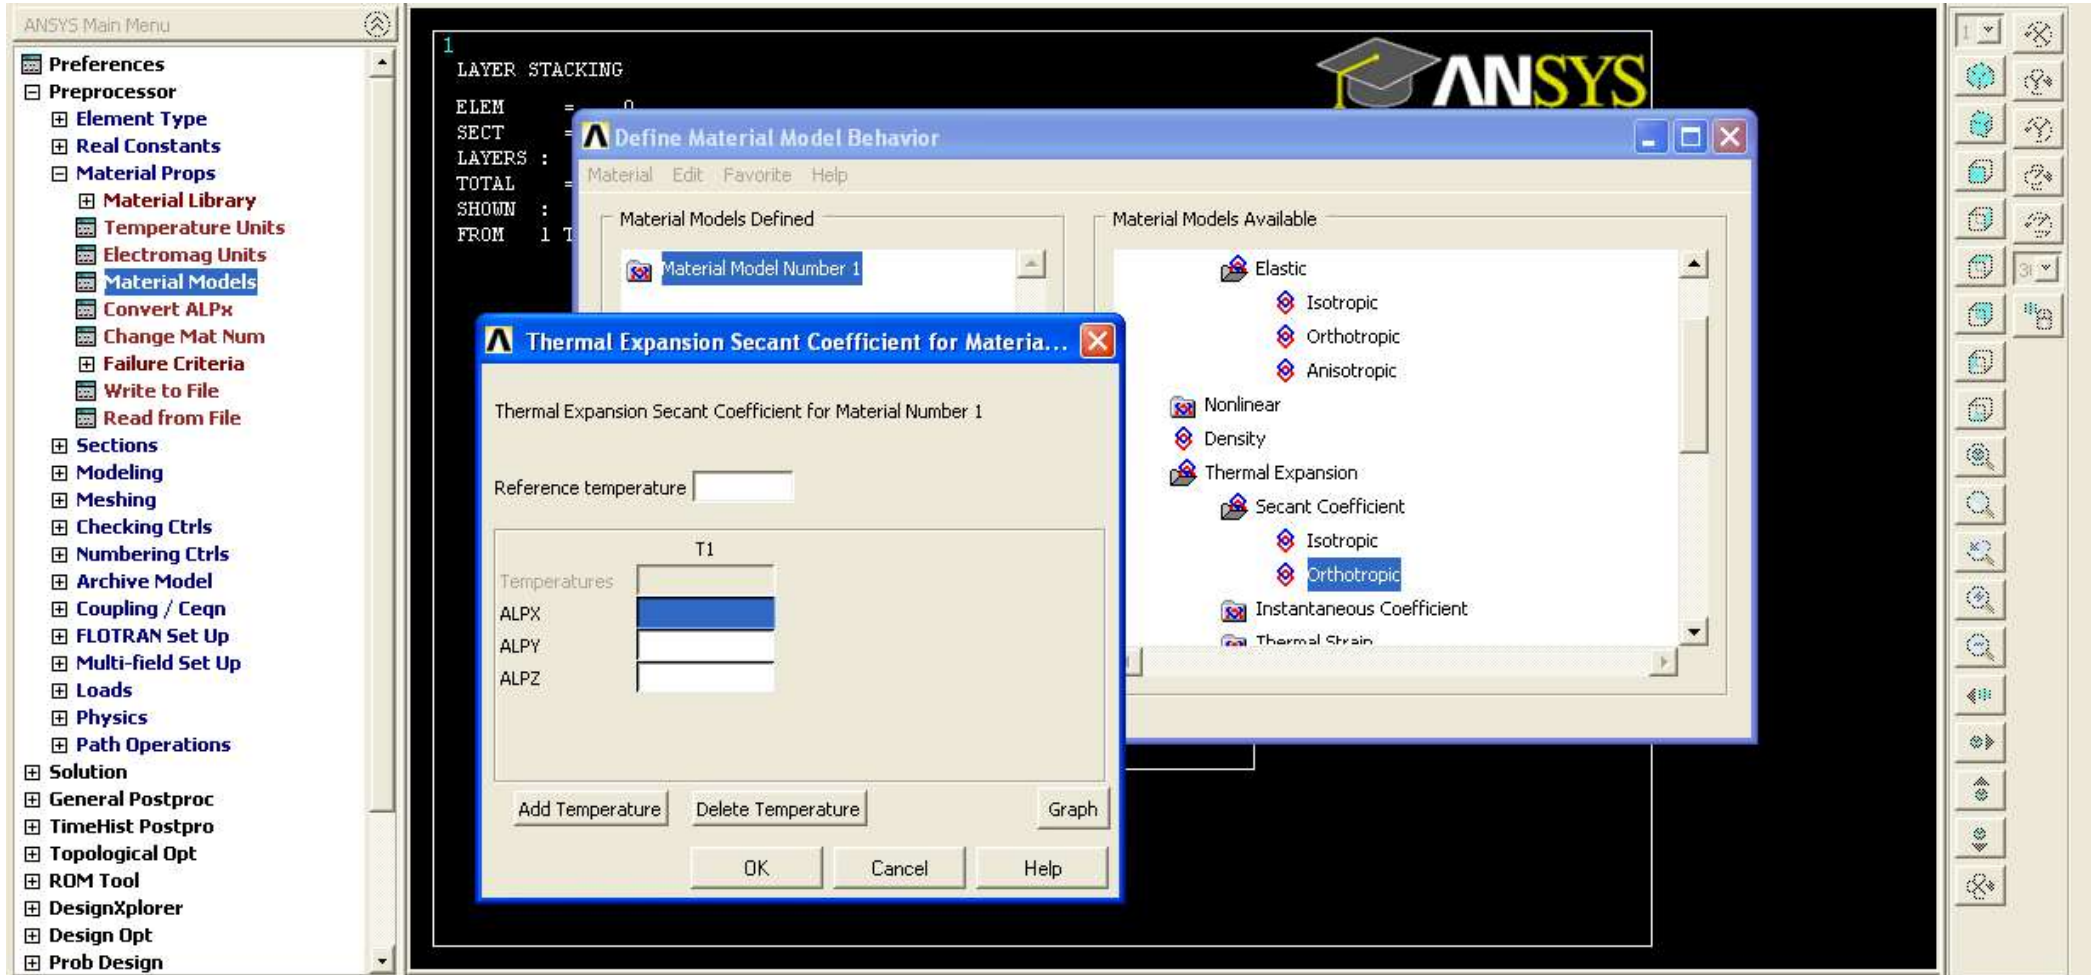 ANSYS Main Menu
Preferences
Preprocessor
Element Type
Real Constants
Material Props
Material Library
Temperature Units
Electromag Units
Material Models
Convert ALPx
Change Mat Num
Failure Criteria
Write to File
Read from File
Sections
Modeling
Meshing
Checking Ctrls
Numbering Ctrls
Archive Model
Coupling / Ceqn
FLOTRAN Set Up
Multi-field Set Up
Loads
Physics
Path Operations
Solution
General Postproc
TimeHist Postpro
Topological Opt
ROM Tool
DesignXplorer
Design Opt
Prob Design
1
LAYER STACKING
ELEM = 0
SECT =
LAYERS :
TOTAL =
SHOWN :
FROM 1 T
ANSYS
Define Material Model Behavior
Material Edit Favorite Help
Material Models Defined
Material Model Number 1
Material Models Available
Elastic
Isotropic
Orthotropic
Anisotropic
Nonlinear
Density
Thermal Expansion
Secant Coefficient
Isotropic
Orthotropic
Instantaneous Coefficient
Thermal Strain
Thermal Expansion Secant Coefficient for Materia...
Thermal Expansion Secant Coefficient for Material Number 1
Reference temperature
T1
Temperatures
ALPX
ALPY
ALPZ
Add Temperature Delete Temperature Graph
OK Cancel Help
1